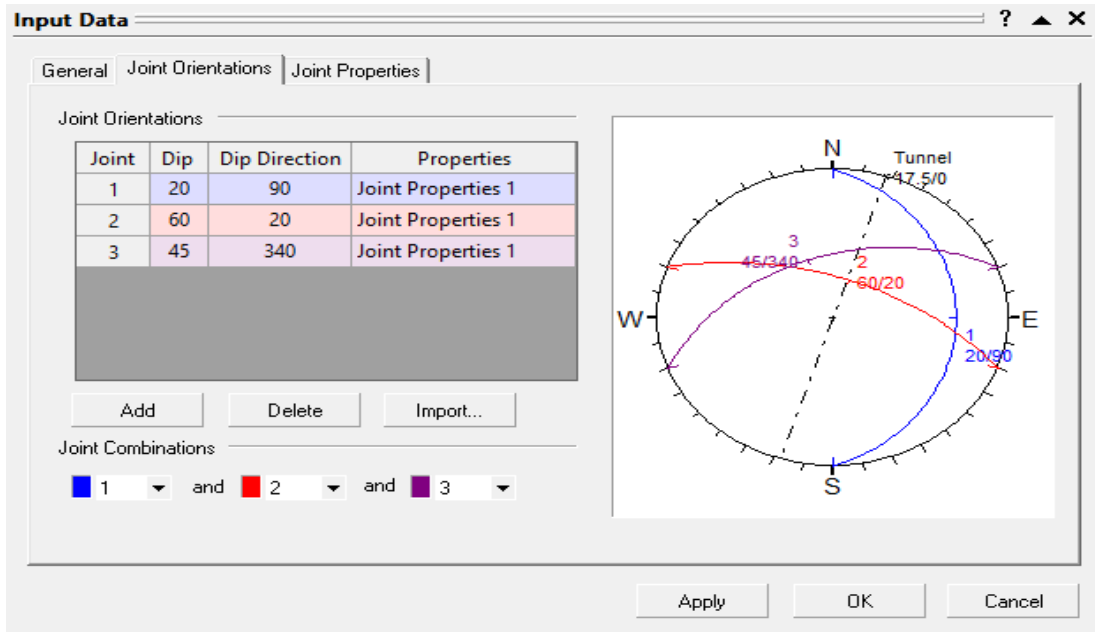 Input Data ? ▲ ✕
General Joint Orientations Joint Properties
Joint Orientations
Joint Dip Dip Direction Properties
1 20 90 Joint Properties 1
2 60 20 Joint Properties 1
3 45 340 Joint Properties 1
Add Delete Import...
Joint Combinations
1 and 2 and 3
N
Tunnel
17.5/0
3
45/340
2
60/20
W
E
1
20/90
S
Apply OK Cancel